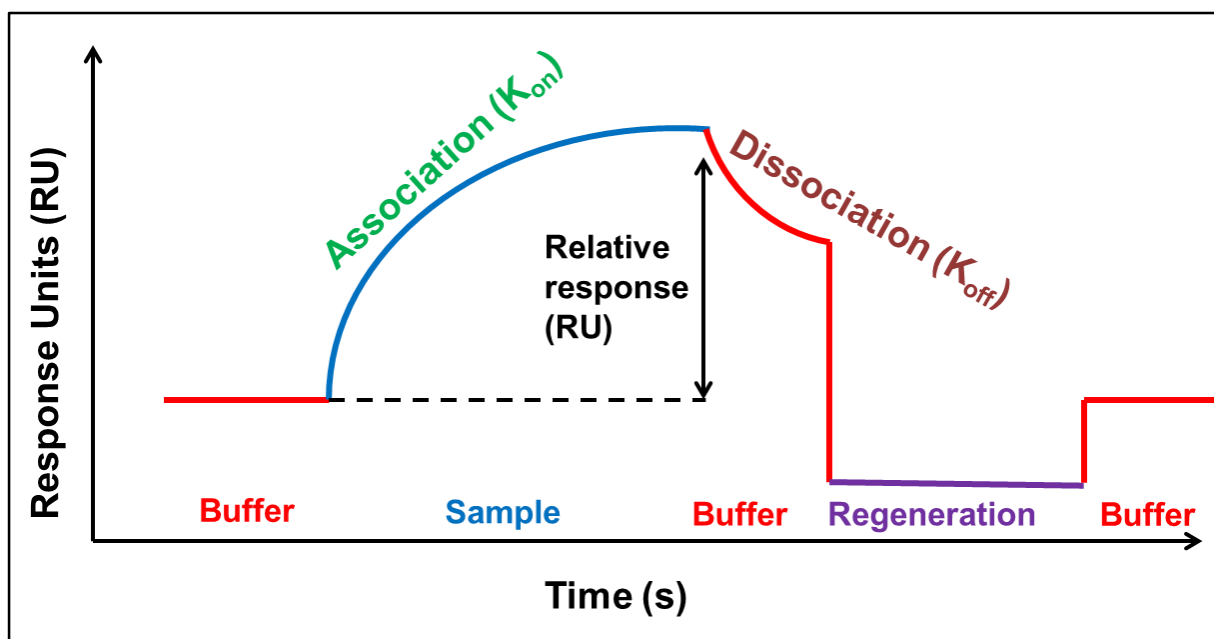 Response Units (RU)
Association (Kon)
Dissociation (Koff)
Relative
response
(RU)
Buffer
Sample
Buffer
Regeneration
Buffer
Time (s)